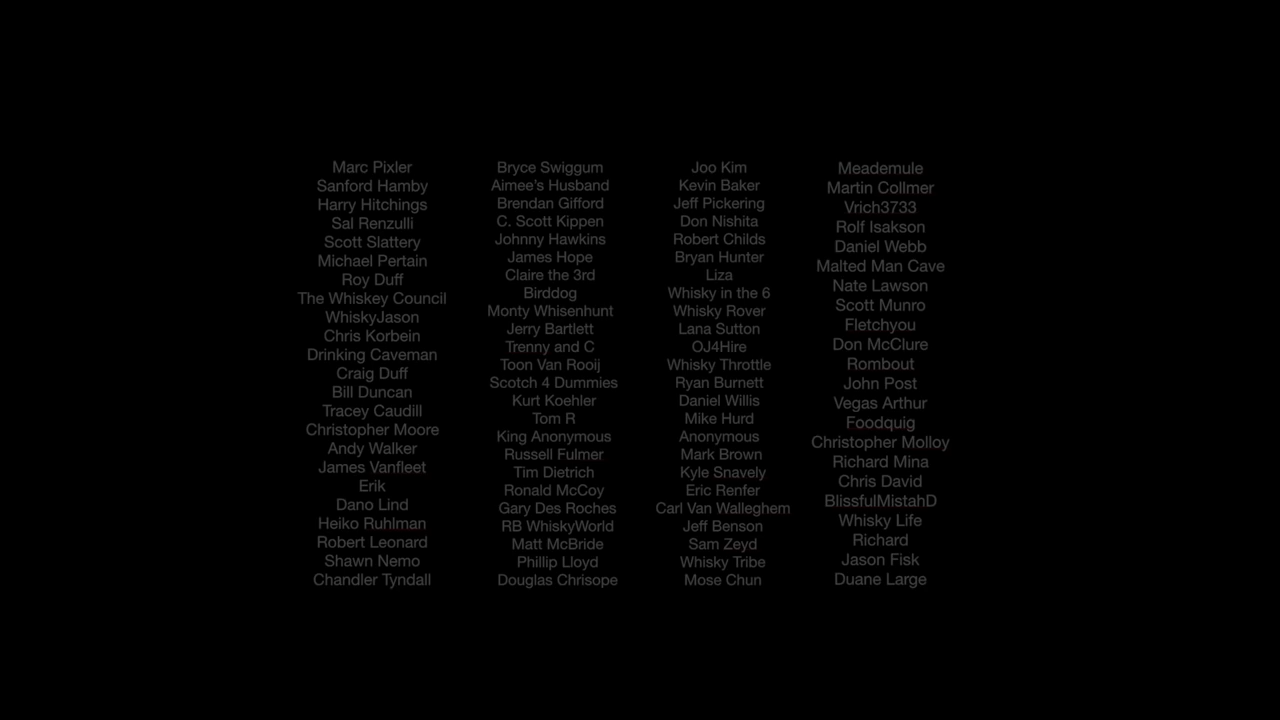 Marc Pixler
Sanford Hamby
Harry Hitchings
Sal Renzulli
Scott Slattery
Michael Pertain
Roy Duff
The Whiskey Council
WhiskyJason
Chris Korbein
Drinking Caveman
Craig Duff
Bill Duncan
Tracey Caudill
Christopher Moore
Andy Walker
James Vanfleet
Erik
Dano Lind
Heiko Ruhlman
Robert Leonard
Shawn Nemo
Chandler Tyndall
Bryce Swiggum
Aimee's Husband
Brendan Gifford
C. Scott Kippen
Johnny Hawkins
James Hope
Claire the 3rd
Birddog
Monty Whisenhunt
Jerry Bartlett
Trenny and C
Toon Van Rooij
Scotch 4 Dummies
Kurt Koehler
Tom R
King Anonymous
Russell Fulmer
Tim Dietrich
Ronald McCoy
Gary Des Roches
RB WhiskyWorld
Matt McBride
Phillip Lloyd
Douglas Chrisope
Joo Kim
Kevin Baker
Jeff Pickering
Don Nishita
Robert Childs
Bryan Hunter
Liza
Whisky in the 6
Whisky Rover
Lana Sutton
OJ4Hire
Whisky Throttle
Ryan Burnett
Daniel Willis
Mike Hurd
Anonymous
Mark Brown
Kyle Snavely
Eric Renfer
Carl Van Walleghem
Jeff Benson
Sam Zeyd
Whisky Tribe
Mose Chun
Meademule
Martin Collmer
Vrich3733
Rolf Isakson
Daniel Webb
Malted Man Cave
Nate Lawson
Scott Munro
Fletchyou
Don McClure
Rombout
John Post
Vegas Arthur
Foodquig
Christopher Molloy
Richard Mina
Chris David
BlissfulMistahD
Whisky Life
Richard
Jason Fisk
Duane Large